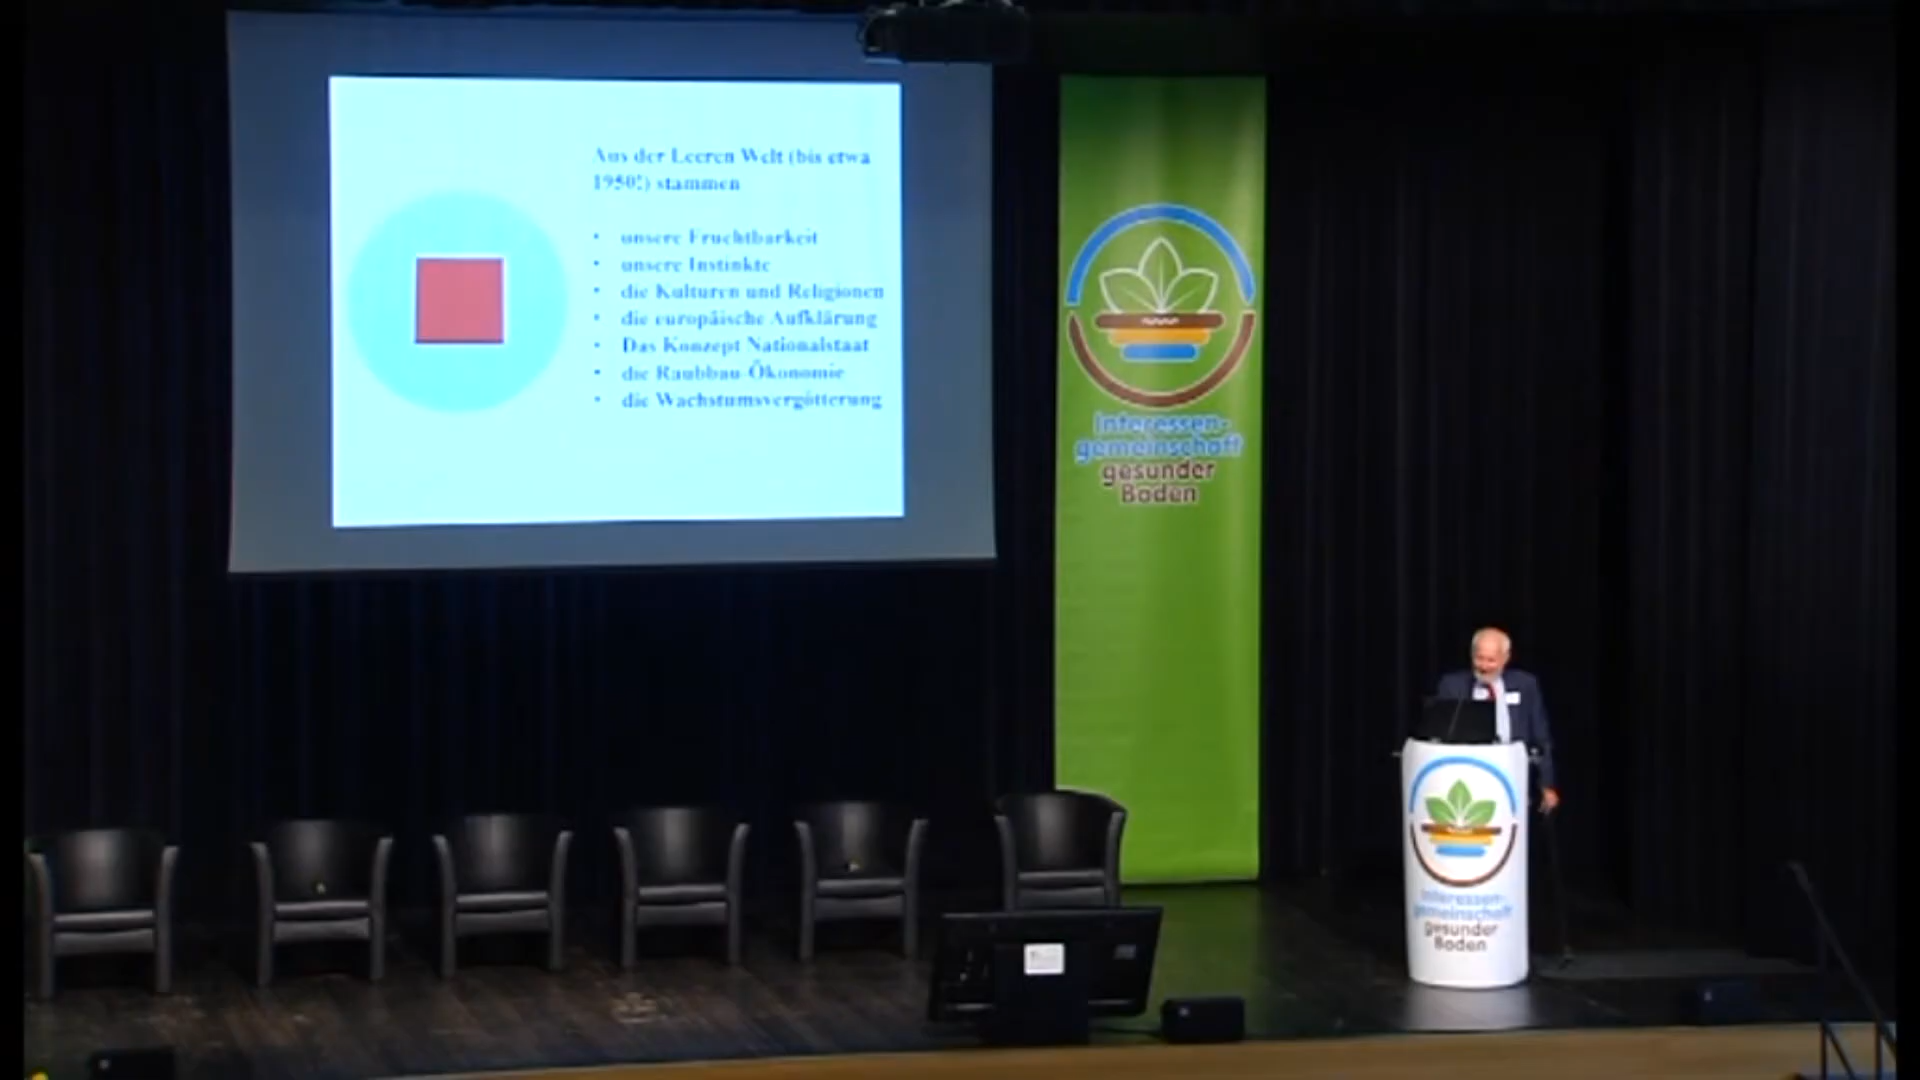 Aus der Leeren Welt (bis etwa
1950!) stammen
• unsere Fruchtbarkeit
• unsere Instinkte
• die Kulturen und Religionen
• die europäische Aufklärung
• Das Konzept Nationalstaat
• die Raubbau-Ökonomie
• die Wachstumsvergötterung
Interessen-
gemeinschaft
gesunder
Boden
Interessen-
gemeinschaft
gesunder
Boden